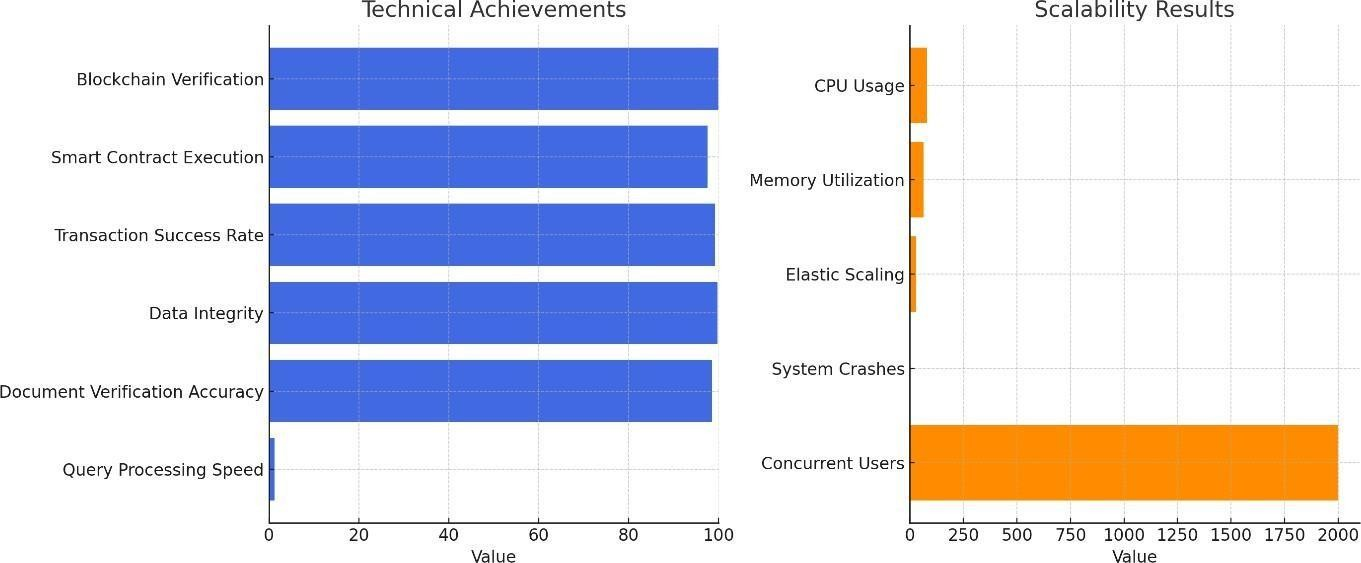 Technical Achievements
Blockchain Verification
Smart Contract Execution
Transaction Success Rate
Data Integrity
Document Verification Accuracy
Query Processing Speed
0 20 40 60 80 100
Value
Scalability Results
CPU Usage
Memory Utilization
Elastic Scaling
System Crashes
Concurrent Users
0 250 500 750 1000 1250 1500 1750 2000
Value